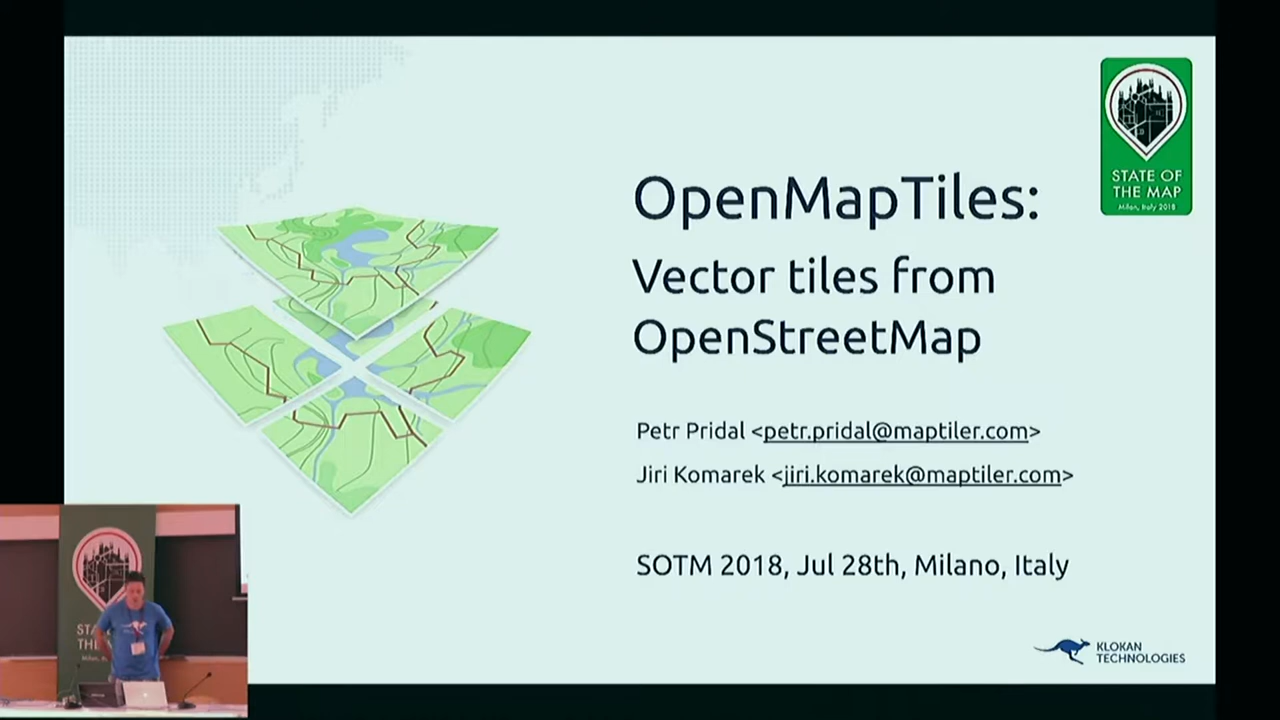 STATE OF
THE MAP
Milan, Italy 2018
OpenMapTiles:
Vector tiles from
OpenStreetMap
Petr Pridal <petr.pridal@maptiler.com>
Jiri Komarek <jiri.komarek@maptiler.com>
SOTM 2018, Jul 28th, Milano, Italy
KLOKAN
TECHNOLOGIES